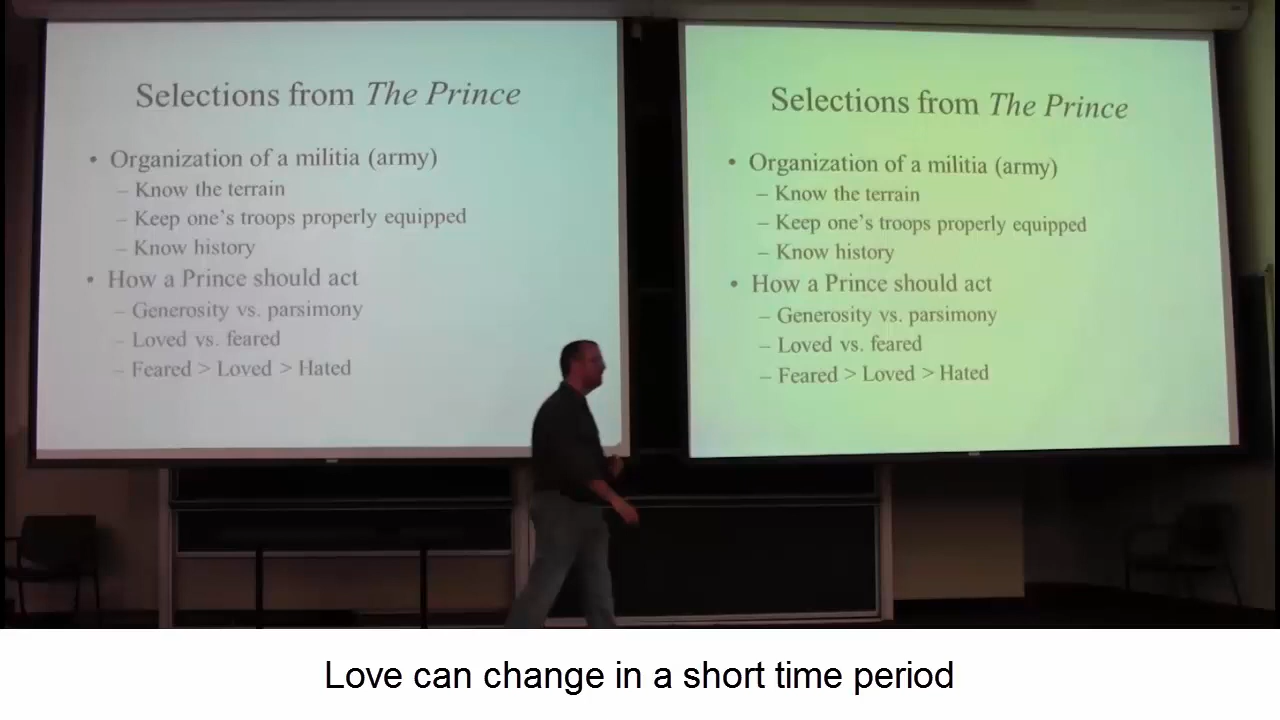 Selections from The Prince
• Organization of a militia (army)
– Know the terrain
– Keep one's troops properly equipped
– Know history
• How a Prince should act
– Generosity vs. parsimony
– Loved vs. feared
– Feared > Loved > Hated
Selections from The Prince
• Organization of a militia (army)
– Know the terrain
– Keep one's troops properly equipped
– Know history
• How a Prince should act
– Generosity vs. parsimony
– Loved vs. feared
– Feared > Loved > Hated
Love can change in a short time period